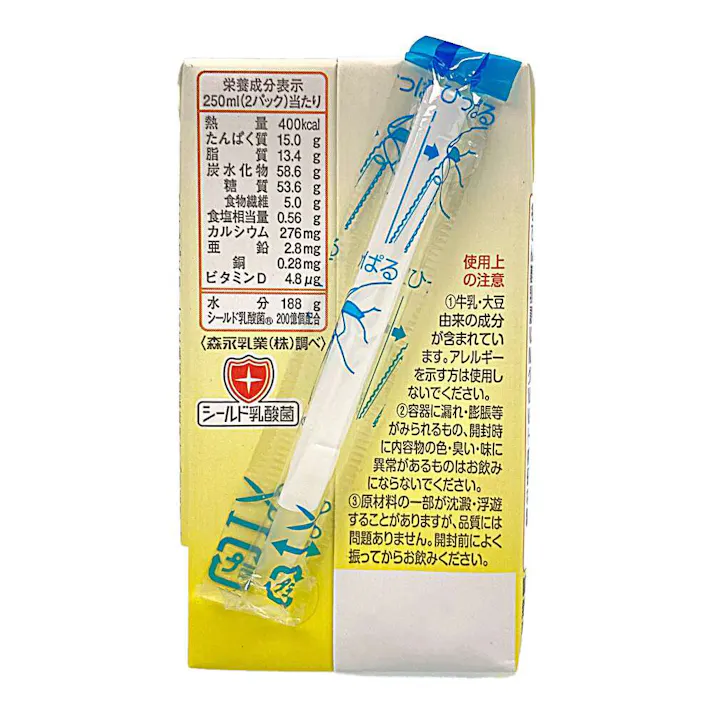 栄養成分表示
250ml(2パック)当たり
熱量 400kcal
たんぱく質 15.0 g
脂質 13.4 g
炭水化物 58.6 g
糖質 53.6 g
食物繊維 5.0 g
食塩相当量 0.56 g
カルシウム 276mg
亜鉛 2.8mg
銅 0.28mg
ビタミンD 4.8μg
水分 188 g
シールド乳酸菌® 200億個配合
〈森永乳業(株)調べ〉
シールド乳酸菌
使用上
の注意
①牛乳・大豆
由来の成分
が含まれてい
ます。アレルギー
を示す方は使用し
ないでください。
②容器に漏れ・膨脹等
がみられるもの、開封時
に内容物の色・臭い・味に
異常があるものはお飲み
にならないでください。
③原材料の一部が沈澱・浮遊
することがありますが、品質には
問題ありません。開封前によく
振ってからお飲みください。
プラ